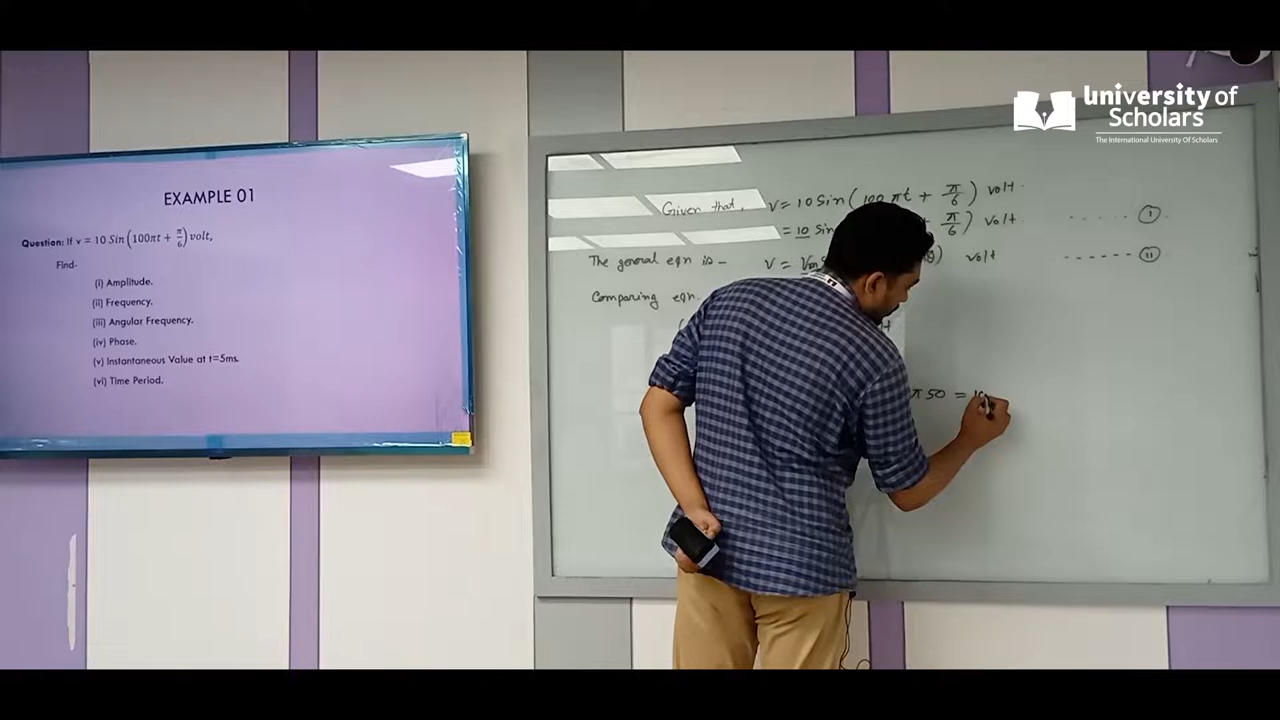 University of
Scholars
The International University Of Scholars
EXAMPLE 01
Question: If v = 10 Sin(100πt + π/6) volt,
Find-
(i) Amplitude.
(ii) Frequency.
(iii) Angular Frequency.
(iv) Phase.
(v) Instantaneous Value at t=5ms.
(vi) Time Period.
Given that, V = 10 Sin(100πt + π/6) volt.
= 10 Sin + π/6) volt. ...... (I).
The general eqn is - V = Vm volt ------ (II)
Comparing eqn.
π 50 =